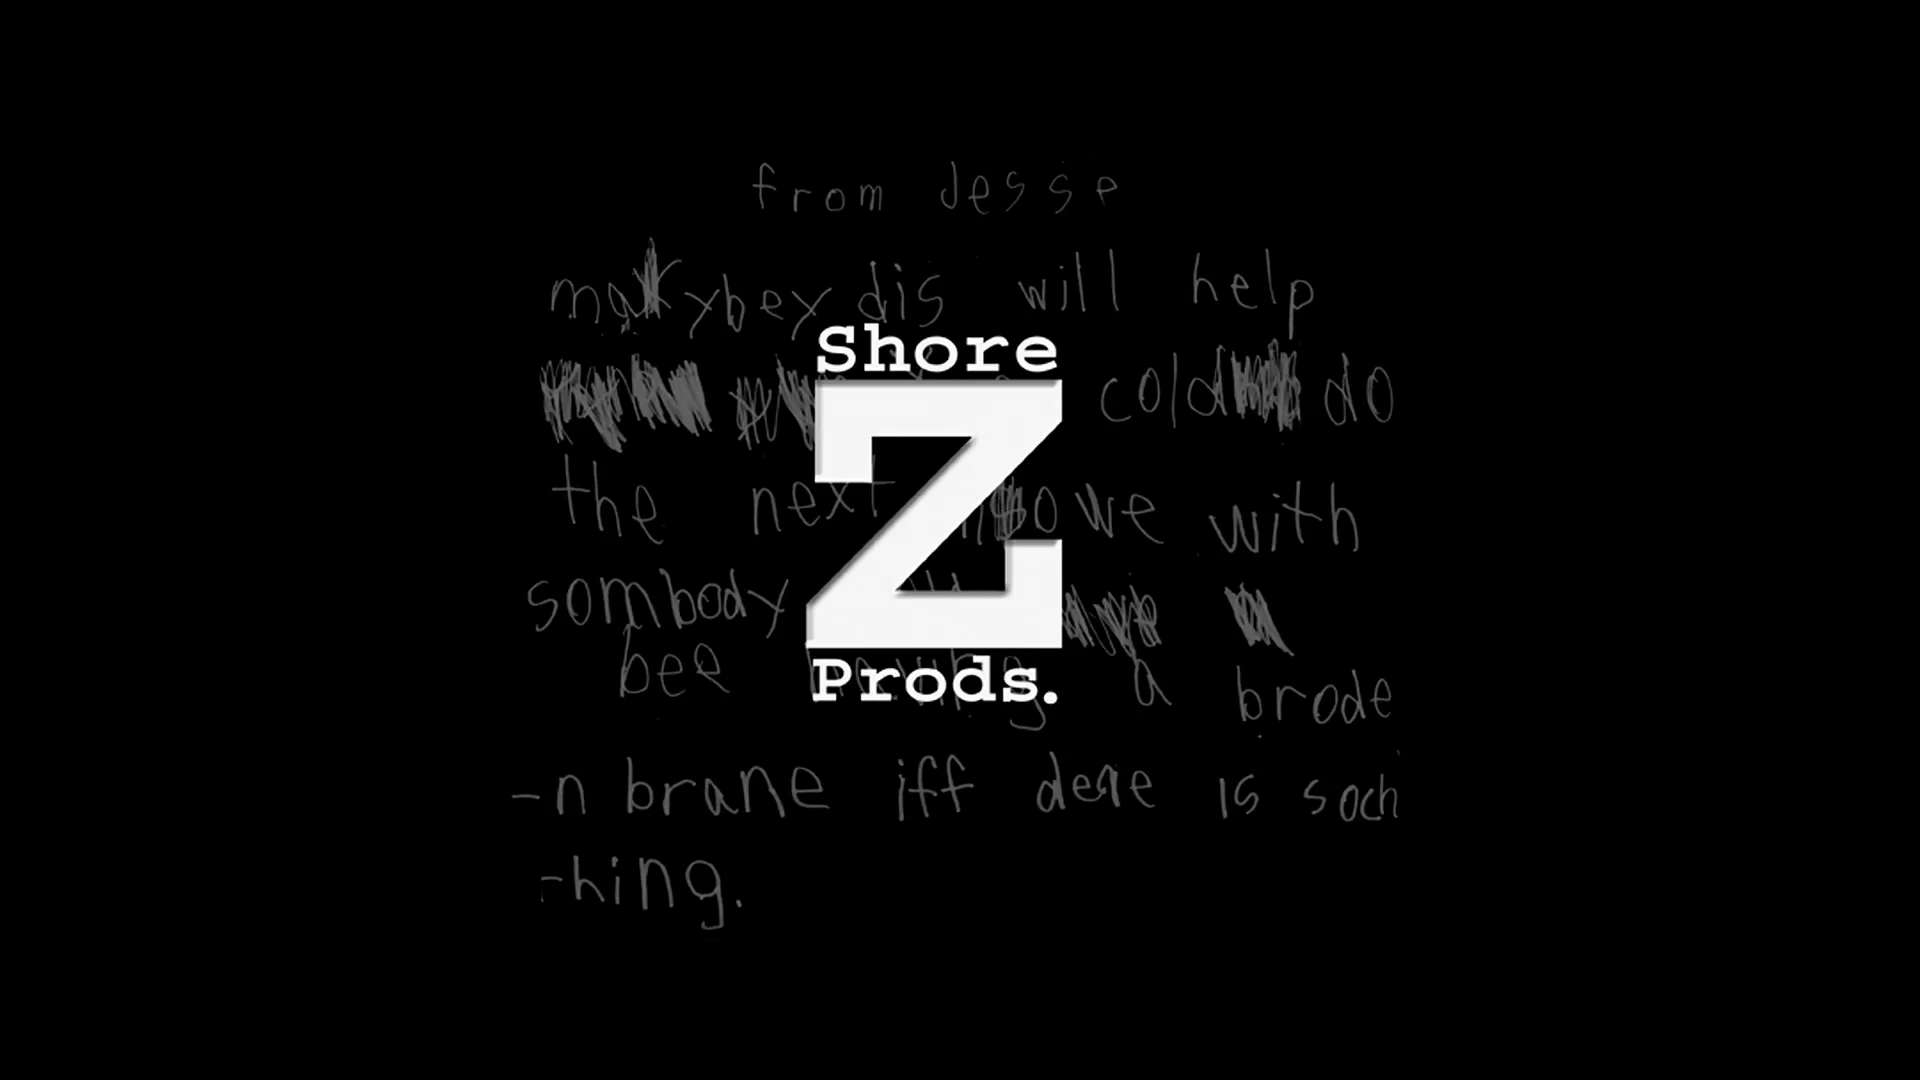 from Jesse
maybey dis will help
Shore
cold do
Z
the next mowe with
sombody
bee a brode
Prods.
-n brane iff dere is soch
-hing.